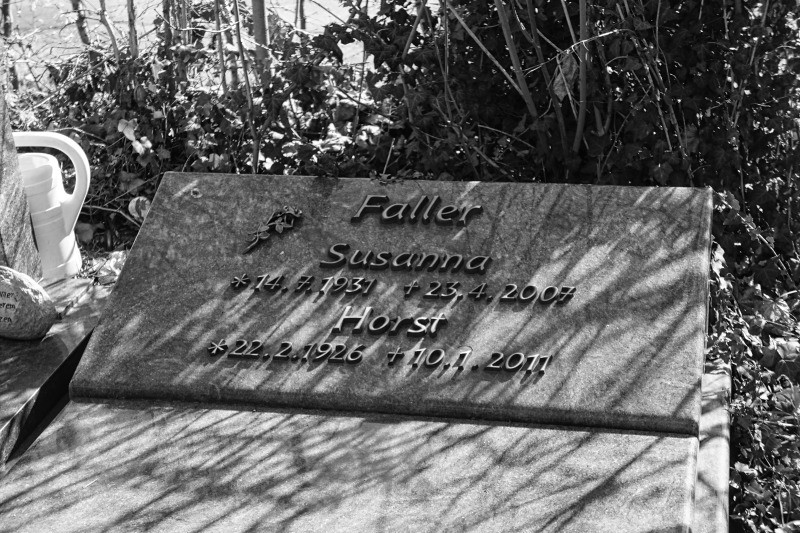 Faller
Susanna
*14.7.1931 †23.4.2007
Horst
*22.2.1926 †10.1.2011